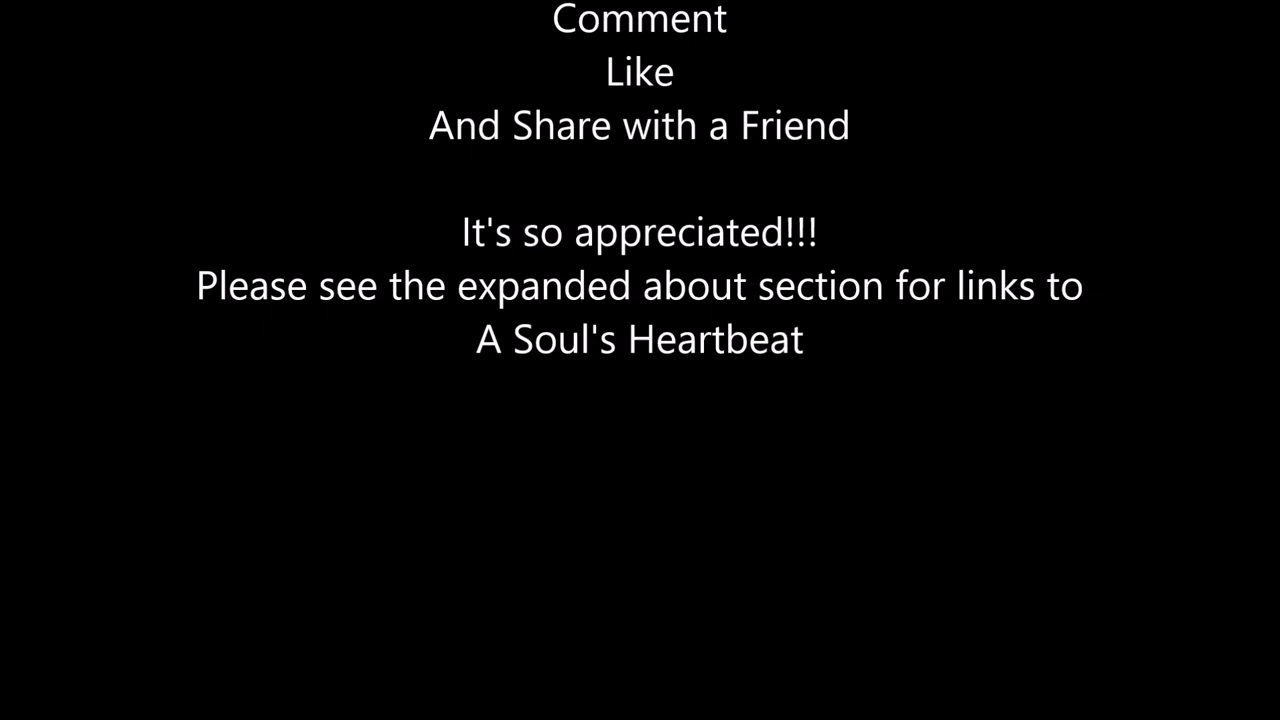 Comment
Like
And Share with a Friend
It's so appreciated!!!
Please see the expanded about section for links to
A Soul's Heartbeat